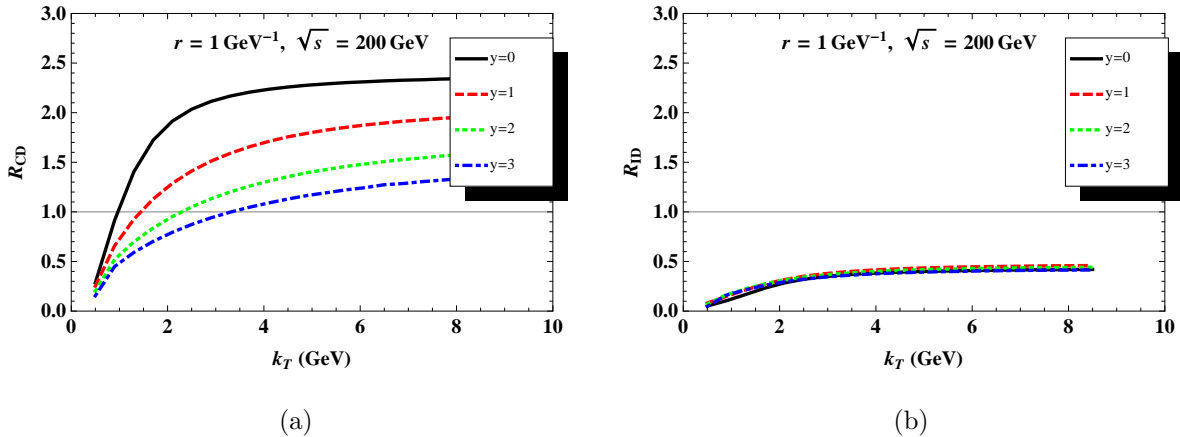 r = 1 GeV⁻¹, √s = 200 GeV
y=0
y=1
y=2
y=3
3.0
2.5
2.0
1.5
1.0
0.5
0.0
R_CD
0 2 4 6 8 10
k_T (GeV)
(a)
r = 1 GeV⁻¹, √s = 200 GeV
y=0
y=1
y=2
y=3
3.0
2.5
2.0
1.5
1.0
0.5
0.0
R_ID
0 2 4 6 8 10
k_T (GeV)
(b)